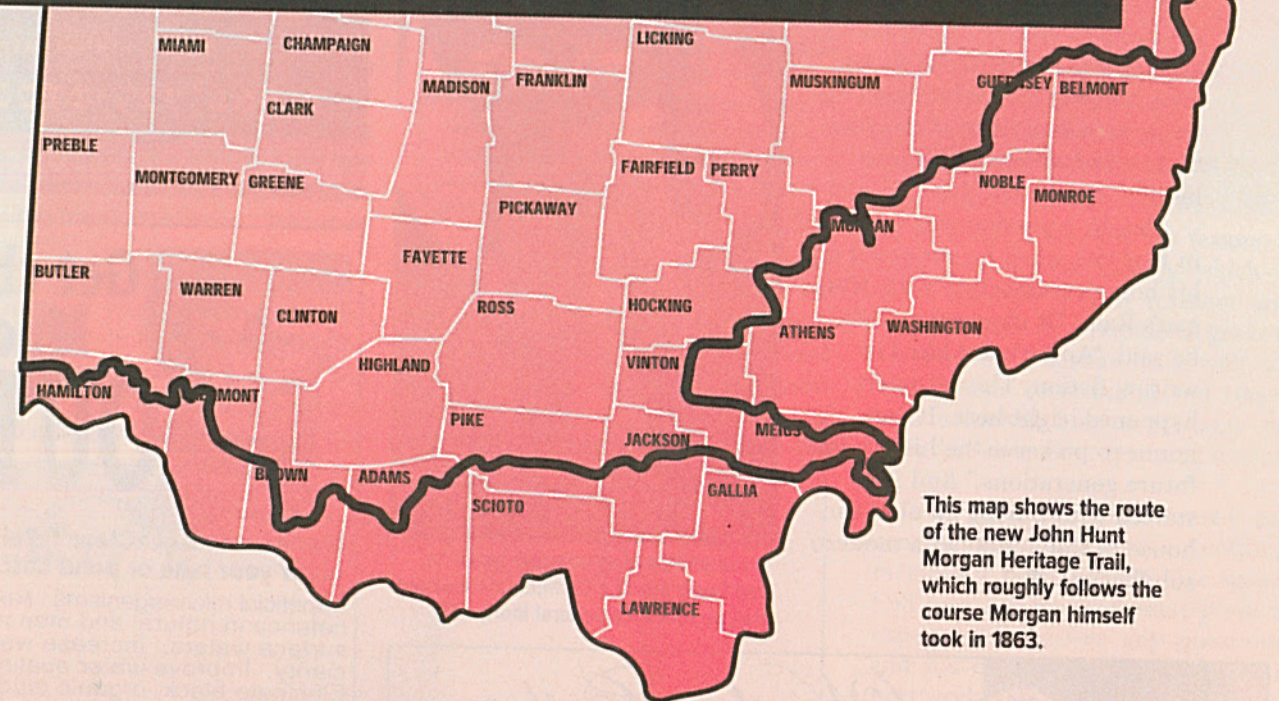 MIAMI
CHAMPAIGN
LICKING
MADISON
FRANKLIN
MUSKINGUM
GUERNSEY
BELMONT
CLARK
PREBLE
MONTGOMERY
GREENE
FAIRFIELD
PERRY
NOBLE
MONROE
PICKAWAY
MORGAN
FAYETTE
BUTLER
WARREN
CLINTON
ROSS
HOCKING
ATHENS
WASHINGTON
HIGHLAND
VINTON
HAMILTON
MONT
PIKE
JACKSON
MEIGS
BROWN
ADAMS
SCIOTO
GALLIA
LAWRENCE
This map shows the route
of the new John Hunt
Morgan Heritage Trail,
which roughly follows the
course Morgan himself
took in 1863.